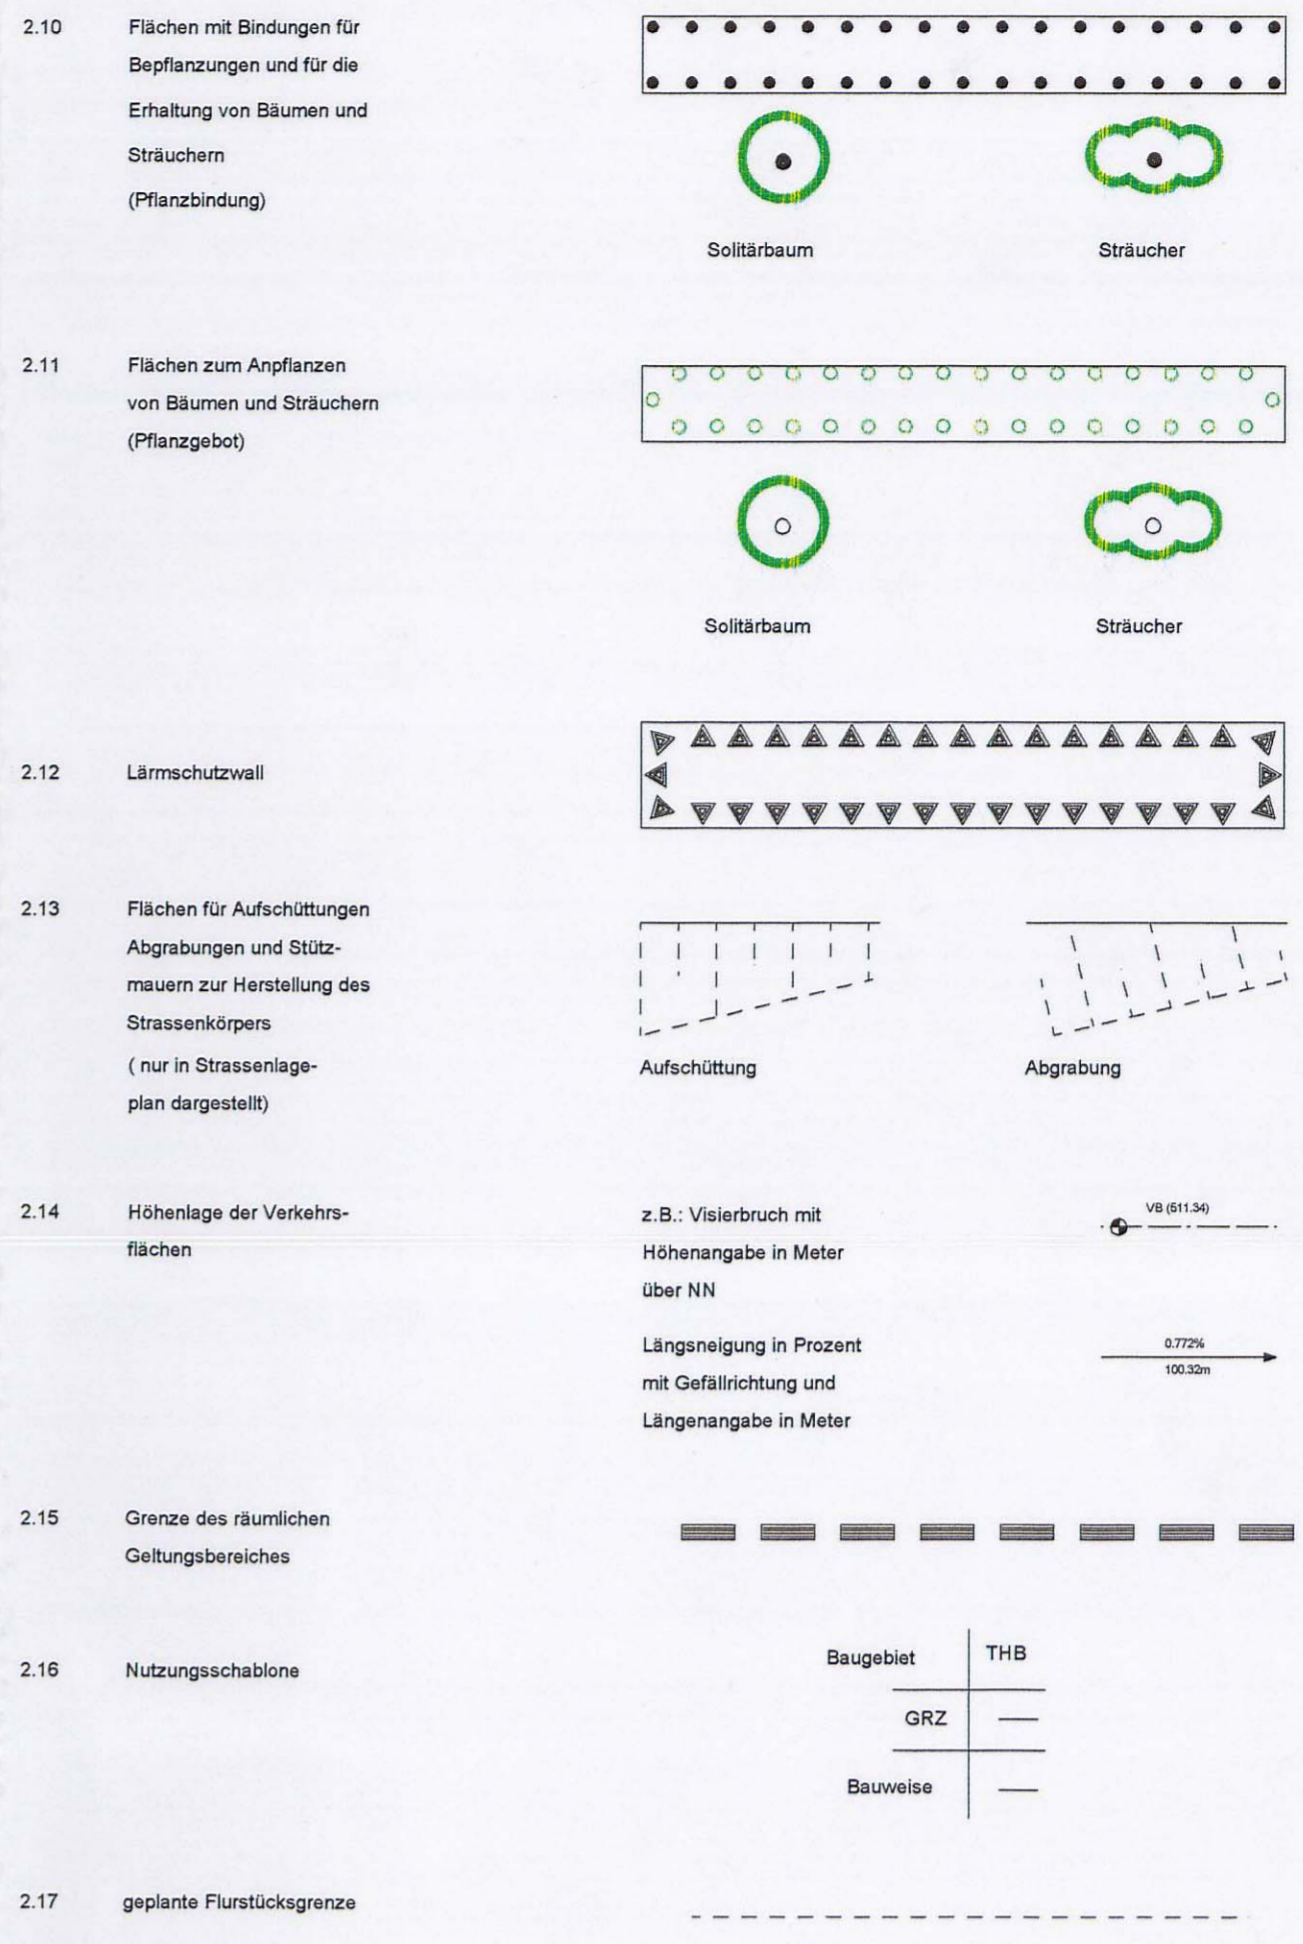 2.10 Flächen mit Bindungen für
Bepflanzungen und für die
Erhaltung von Bäumen und
Sträuchern
(Pflanzbindung)
Solitärbaum Sträucher
2.11 Flächen zum Anpflanzen
von Bäumen und Sträuchern
(Pflanzgebot)
Solitärbaum Sträucher
2.12 Lärmschutzwall
2.13 Flächen für Aufschüttungen
Abgrabungen und Stütz-
mauern zur Herstellung des
Strassenkörpers
( nur in Strassenlage-
plan dargestellt)
Aufschüttung Abgrabung
2.14 Höhenlage der Verkehrs-
flächen
z.B.: Visierbruch mit
Höhenangabe in Meter
über NN
VB (511.34)
Längsneigung in Prozent
mit Gefällrichtung und
Längenangabe in Meter
0.772%
100.32m
2.15 Grenze des räumlichen
Geltungsbereiches
2.16 Nutzungsschablone
Baugebiet THB
GRZ —
Bauweise —
2.17 geplante Flurstücksgrenze